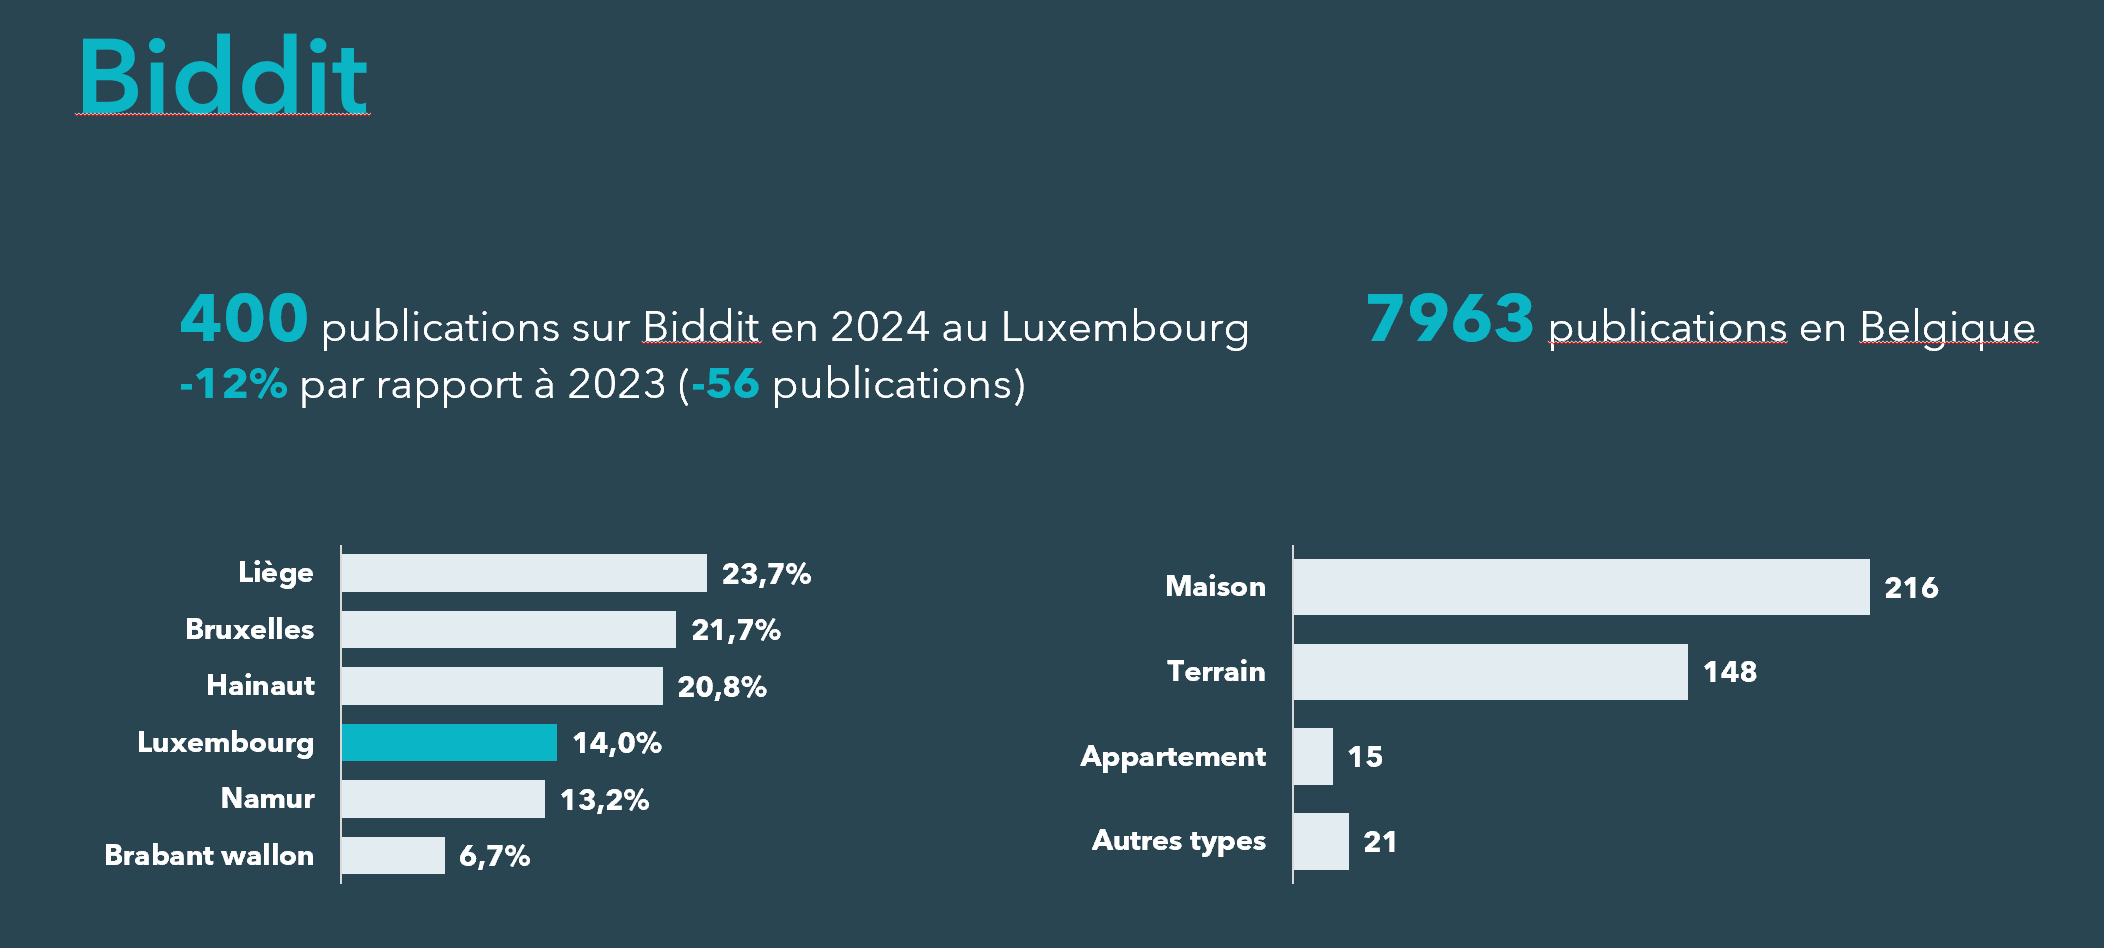 Biddit
400 publications sur Biddit en 2024 au Luxembourg
-12% par rapport à 2023 (-56 publications)
7963 publications en Belgique
Liège 23,7%
Bruxelles 21,7%
Hainaut 20,8%
Luxembourg 14,0%
Namur 13,2%
Brabant wallon 6,7%
Maison 216
Terrain 148
Appartement 15
Autres types 21